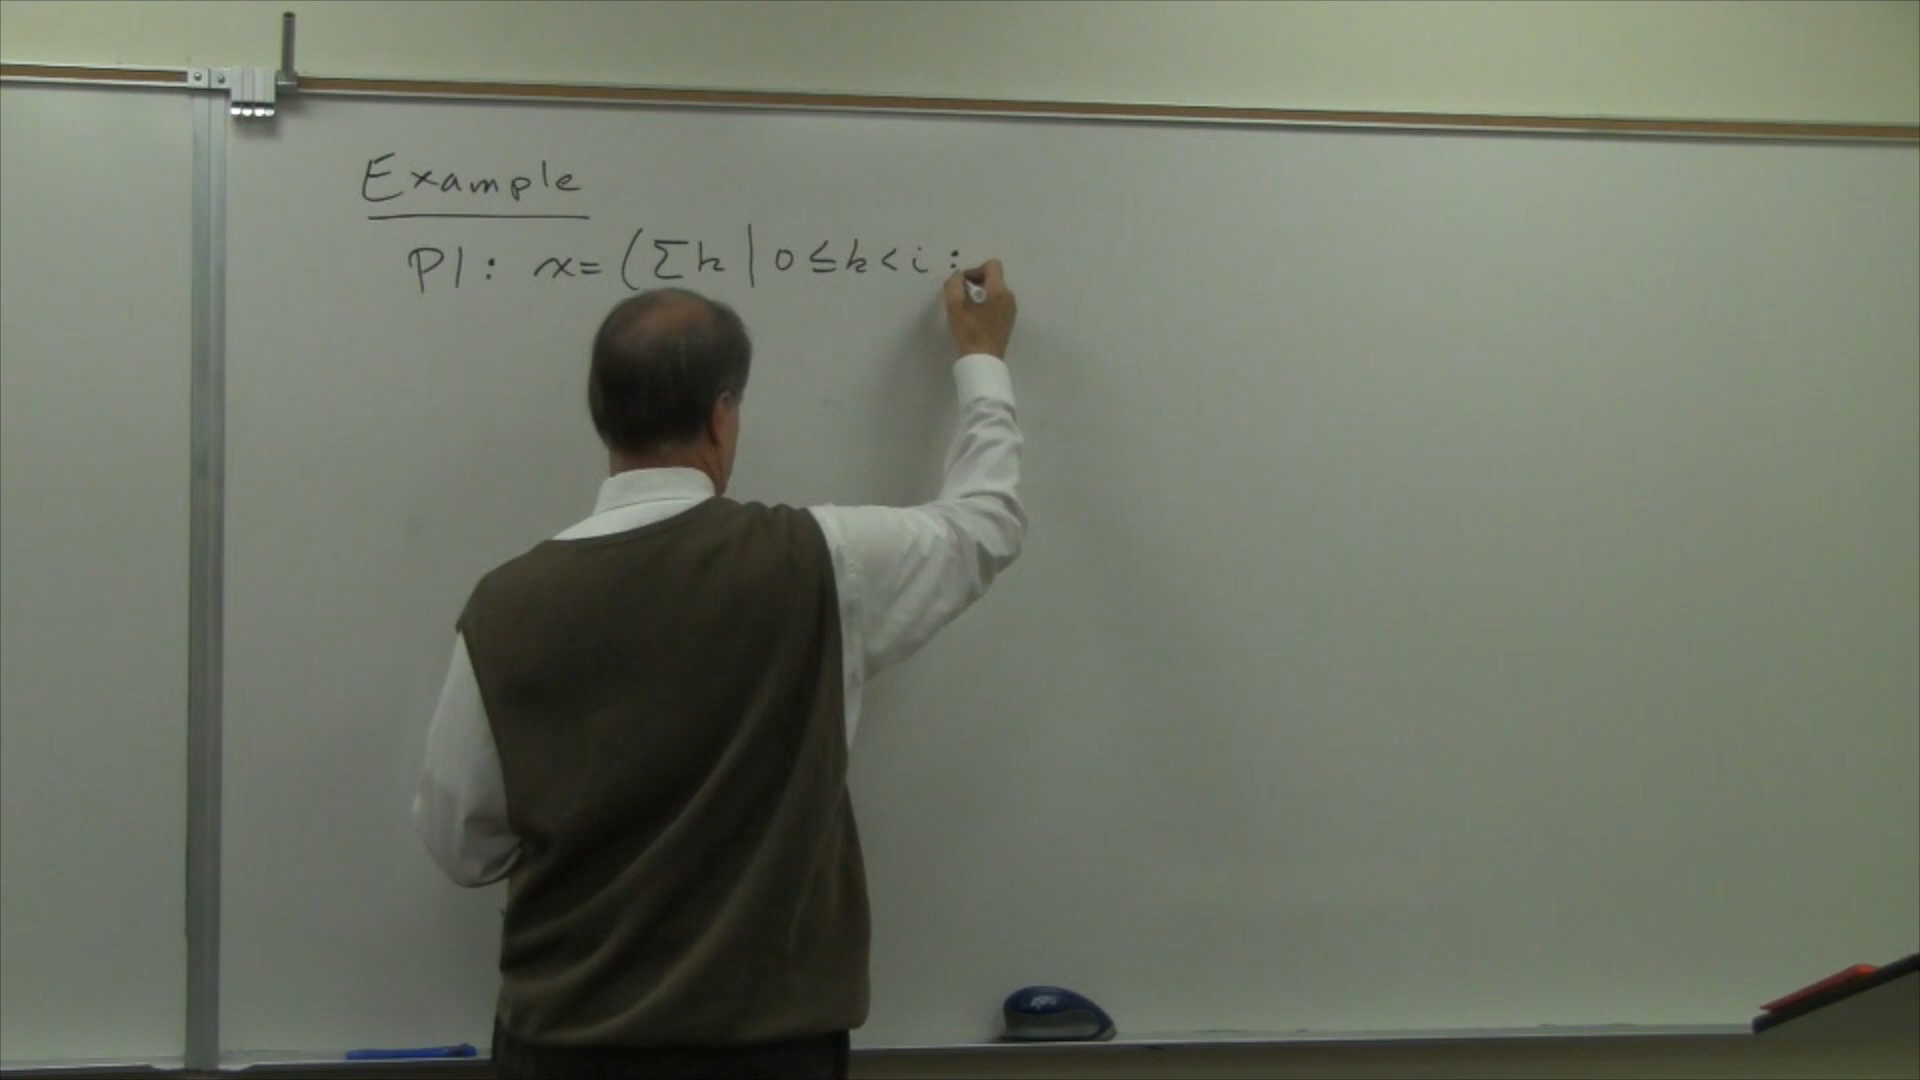 Example
P1: x = (Σk | 0 ≤ k < i :